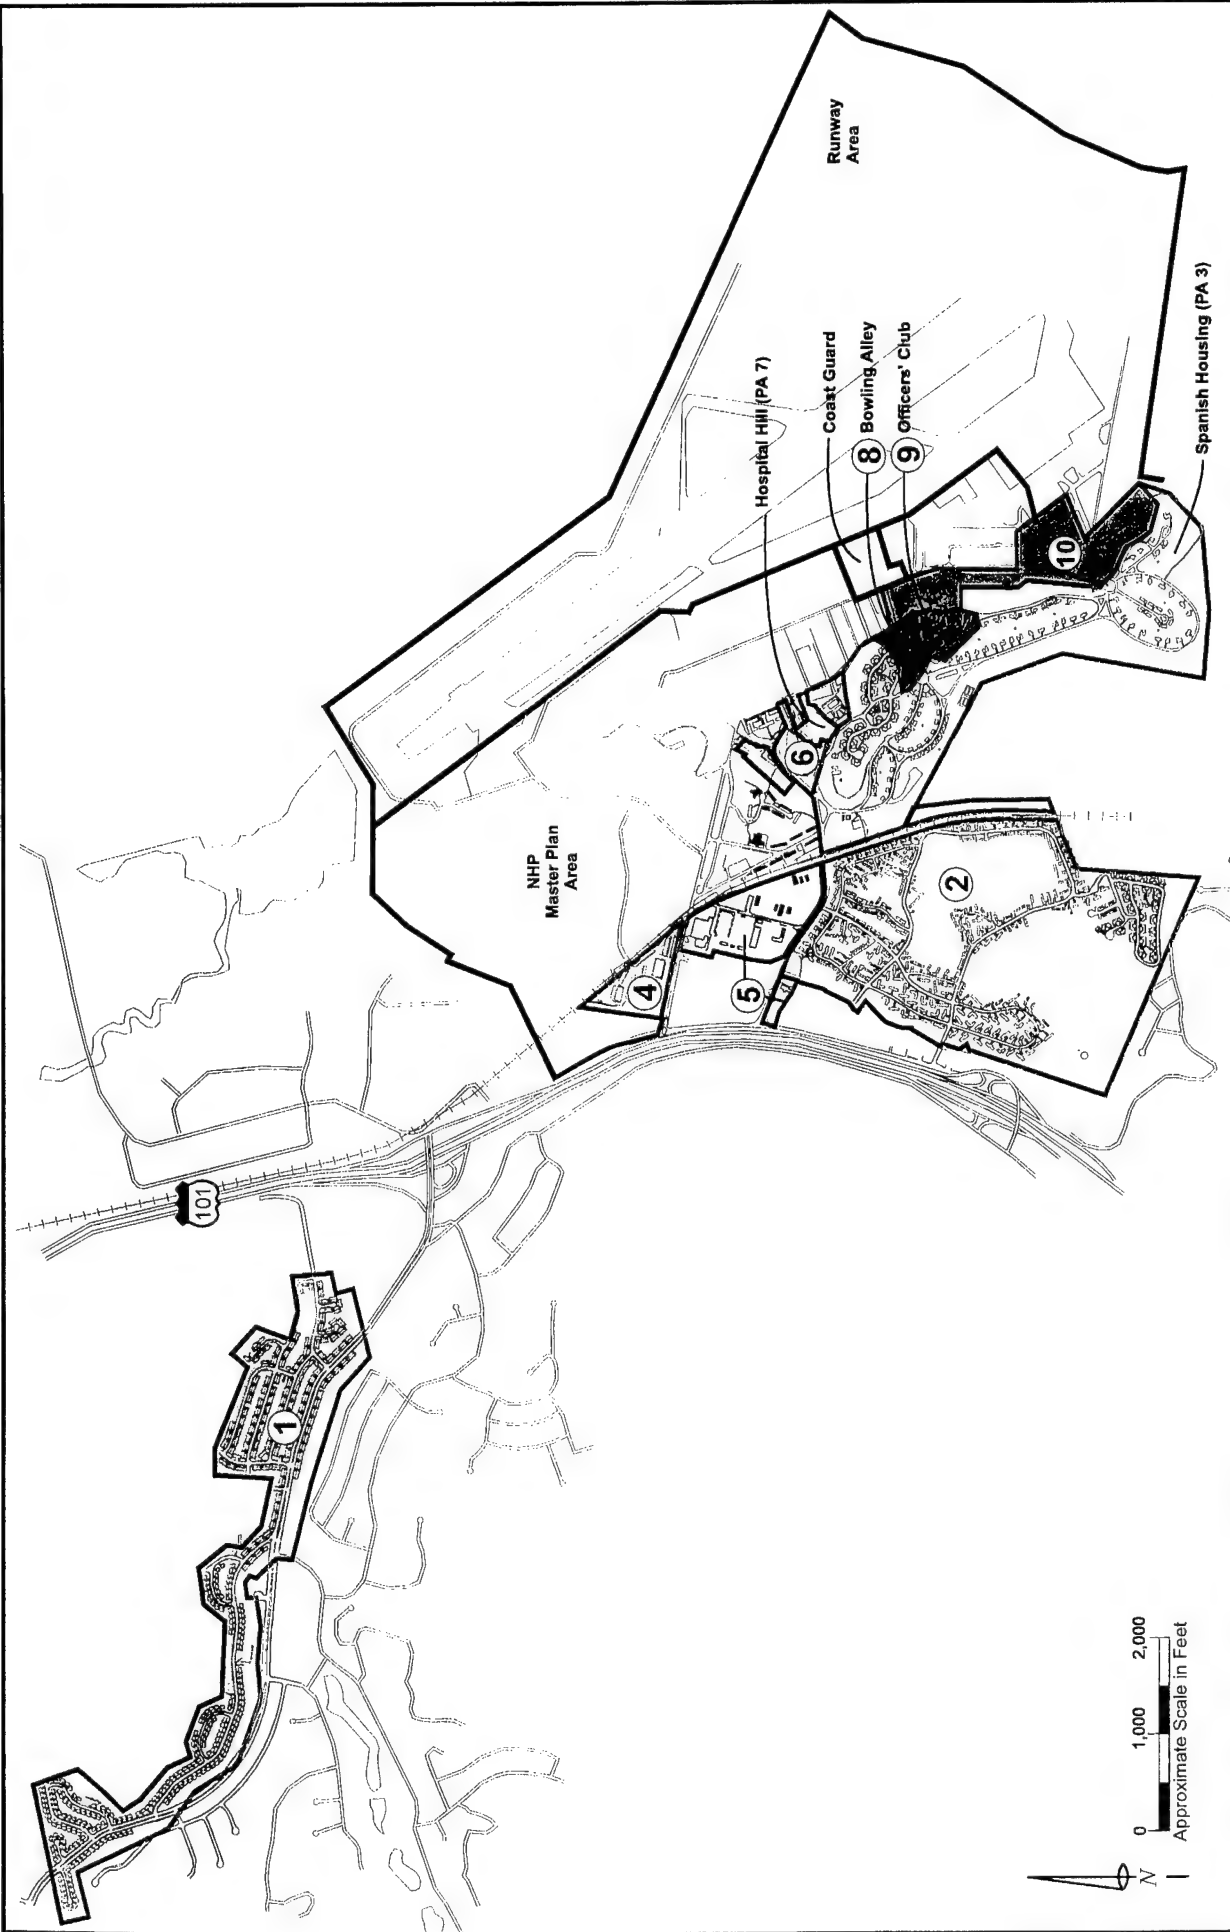 101
1
NHP
Master Plan
Area
Runway
Area
4
5
6
2
Hospital Hill (PA 7)
Coast Guard
8 Bowling Alley
9 Officers' Club
10
Spanish Housing (PA 3)
N
0 1,000 2,000
Approximate Scale in Feet